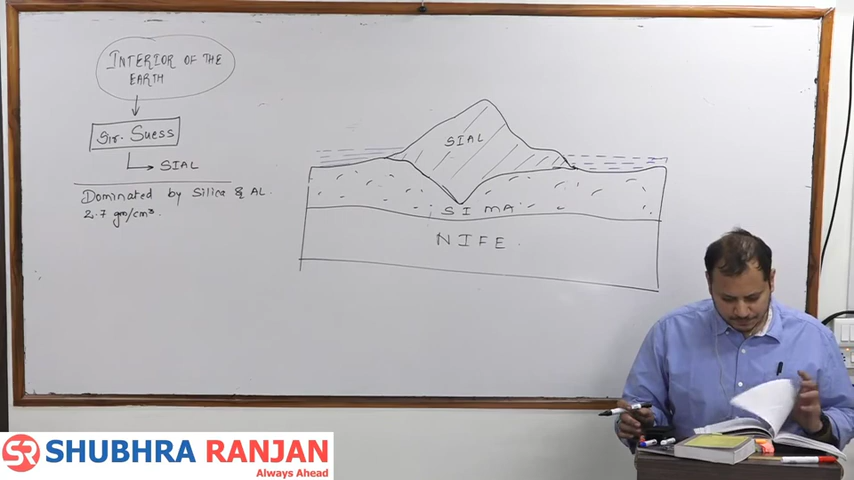 INTERIOR OF THE
EARTH
Sir. Suess
SIAL
Dominated by Silica & AL.
2.7 gm/cm³.
SIAL
SIMA
NIFE.
SR SHUBHRA RANJAN
Always Ahead